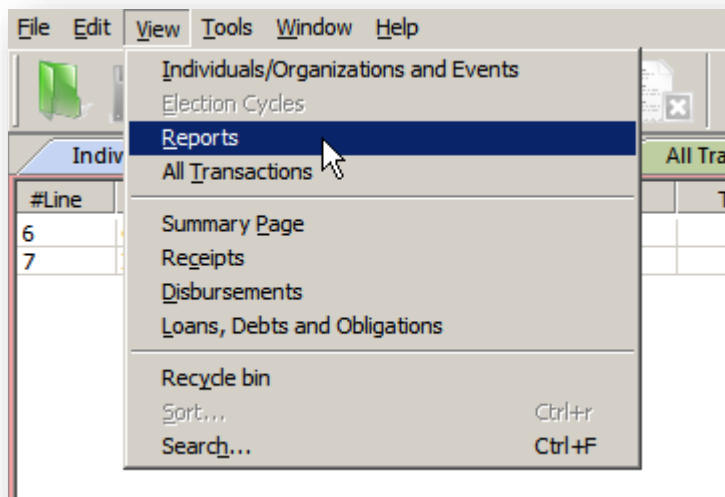 File Edit View Tools Window Help
Individuals/Organizations and Events
Election Cycles
Reports
All Transactions
Summary Page
Receipts
Disbursements
Loans, Debts and Obligations
Recycle bin
Sort... Ctrl+r
Search... Ctrl+F
Indiv
All Tra
#Line
6
7